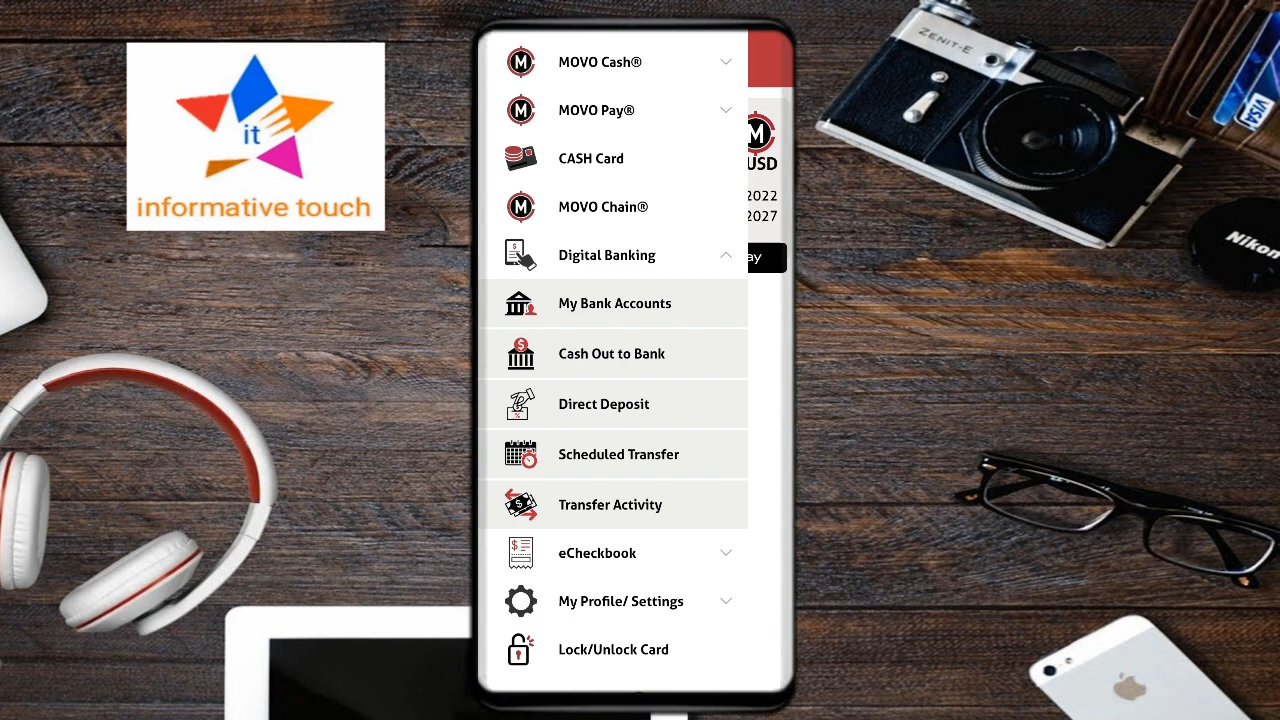 it
informative touch
MOVO Cash®
MOVO Pay®
CASH Card
MOVO Chain®
Digital Banking
My Bank Accounts
Cash Out to Bank
Direct Deposit
Scheduled Transfer
Transfer Activity
eCheckbook
My Profile/ Settings
Lock/Unlock Card
M
USD
2022
2027
ay
ZENIT-E
VISA
Nikon